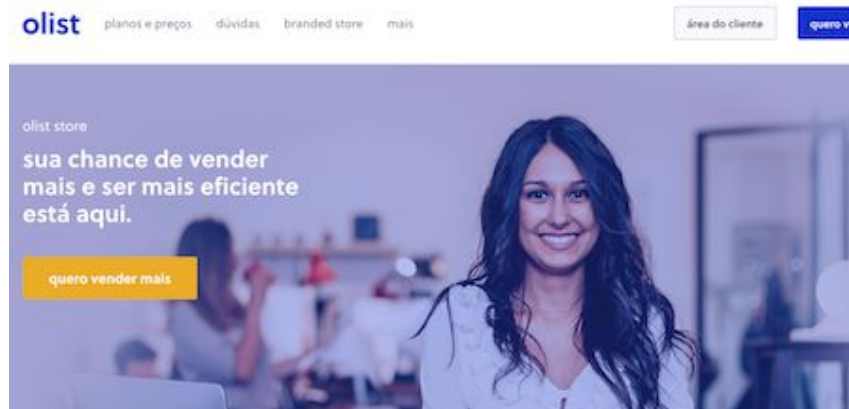 olist planos e preços dúvidas branded store mais área do cliente quero v
olist store
sua chance de vender
mais e ser mais eficiente
está aqui.
quero vender mais